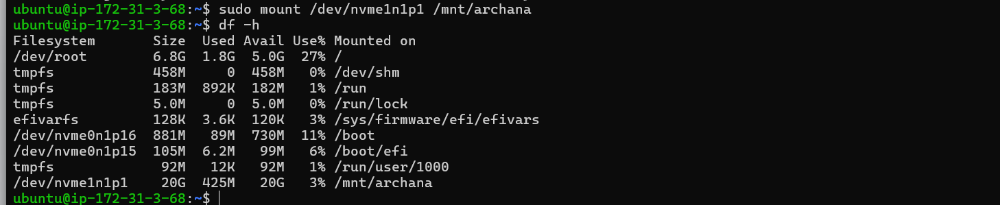 ubuntu@ip-172-31-3-68:~$ sudo mount /dev/nvme1n1p1 /mnt/archana
ubuntu@ip-172-31-3-68:~$ df -h
Filesystem       Size  Used Avail Use% Mounted on
/dev/root        6.8G  1.8G  5.0G  27% /
tmpfs            458M     0  458M   0% /dev/shm
tmpfs            183M  892K  182M   1% /run
tmpfs            5.0M     0  5.0M   0% /run/lock
efivarfs         128K  3.6K  120K   3% /sys/firmware/efi/efivars
/dev/nvme0n1p16  881M   89M  730M  11% /boot
/dev/nvme0n1p15  105M  6.2M   99M   6% /boot/efi
tmpfs             92M   12K   92M   1% /run/user/1000
/dev/nvme1n1p1    20G  425M   20G   3% /mnt/archana
ubuntu@ip-172-31-3-68:~$